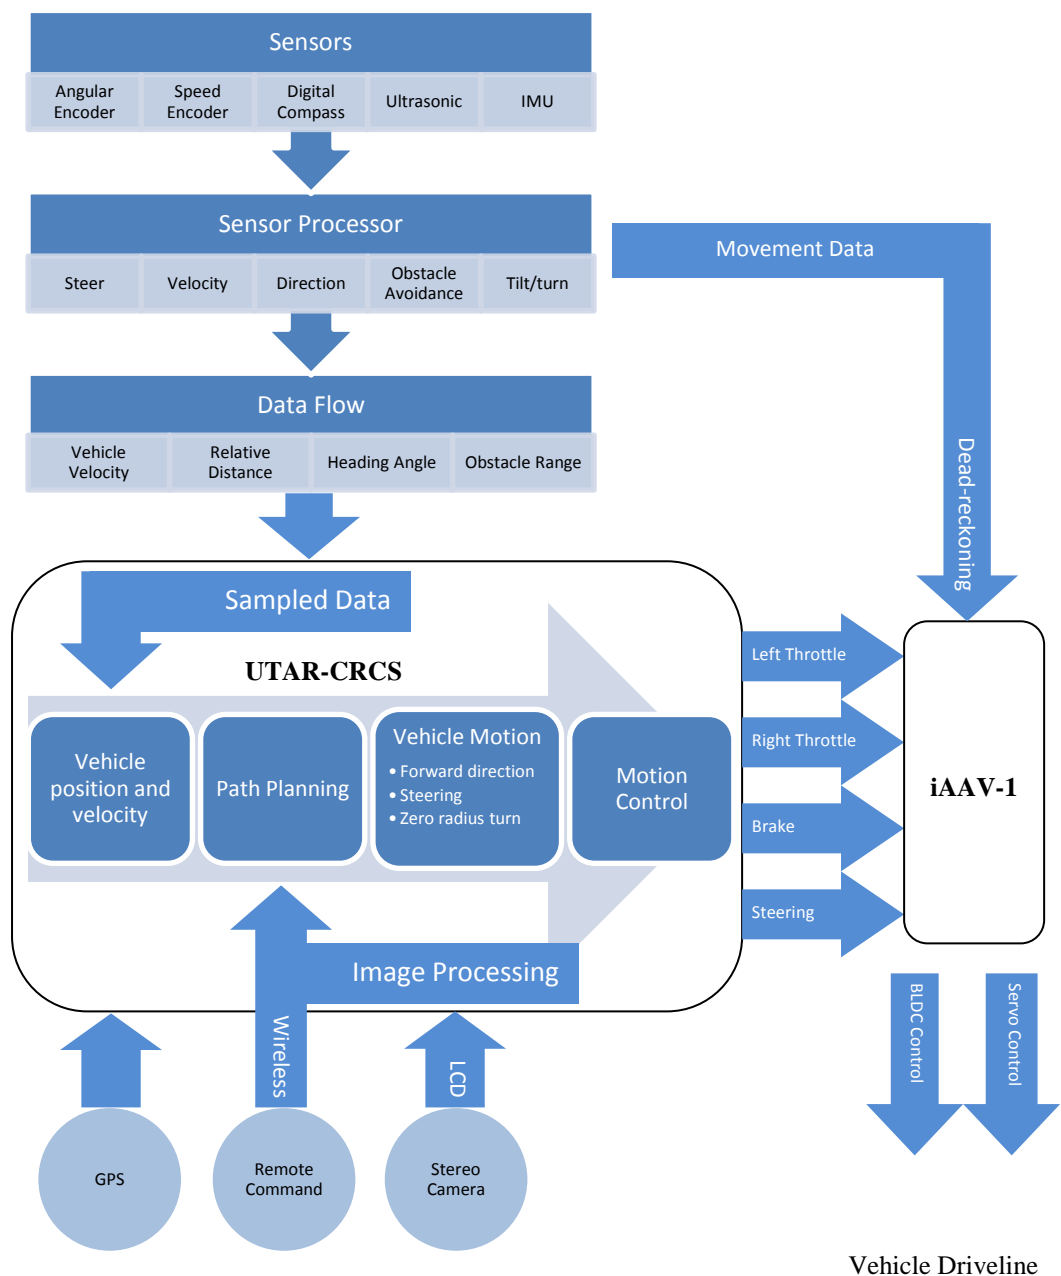 Sensors
Angular
Encoder
Speed
Encoder
Digital
Compass
Ultrasonic
IMU
Sensor Processor
Steer
Velocity
Direction
Obstacle
Avoidance
Tilt/turn
Movement Data
Dead-reckoning
Data Flow
Vehicle
Velocity
Relative
Distance
Heading Angle
Obstacle Range
Sampled Data
UTAR-CRCS
Vehicle
position and
velocity
Path Planning
Vehicle Motion
• Forward direction
• Steering
• Zero radius turn
Motion
Control
Left Throttle
Right Throttle
Brake
Steering
iAAV-1
Image Processing
Wireless
LCD
BLDC Control
Servo Control
GPS
Remote
Command
Stereo
Camera
Vehicle Driveline